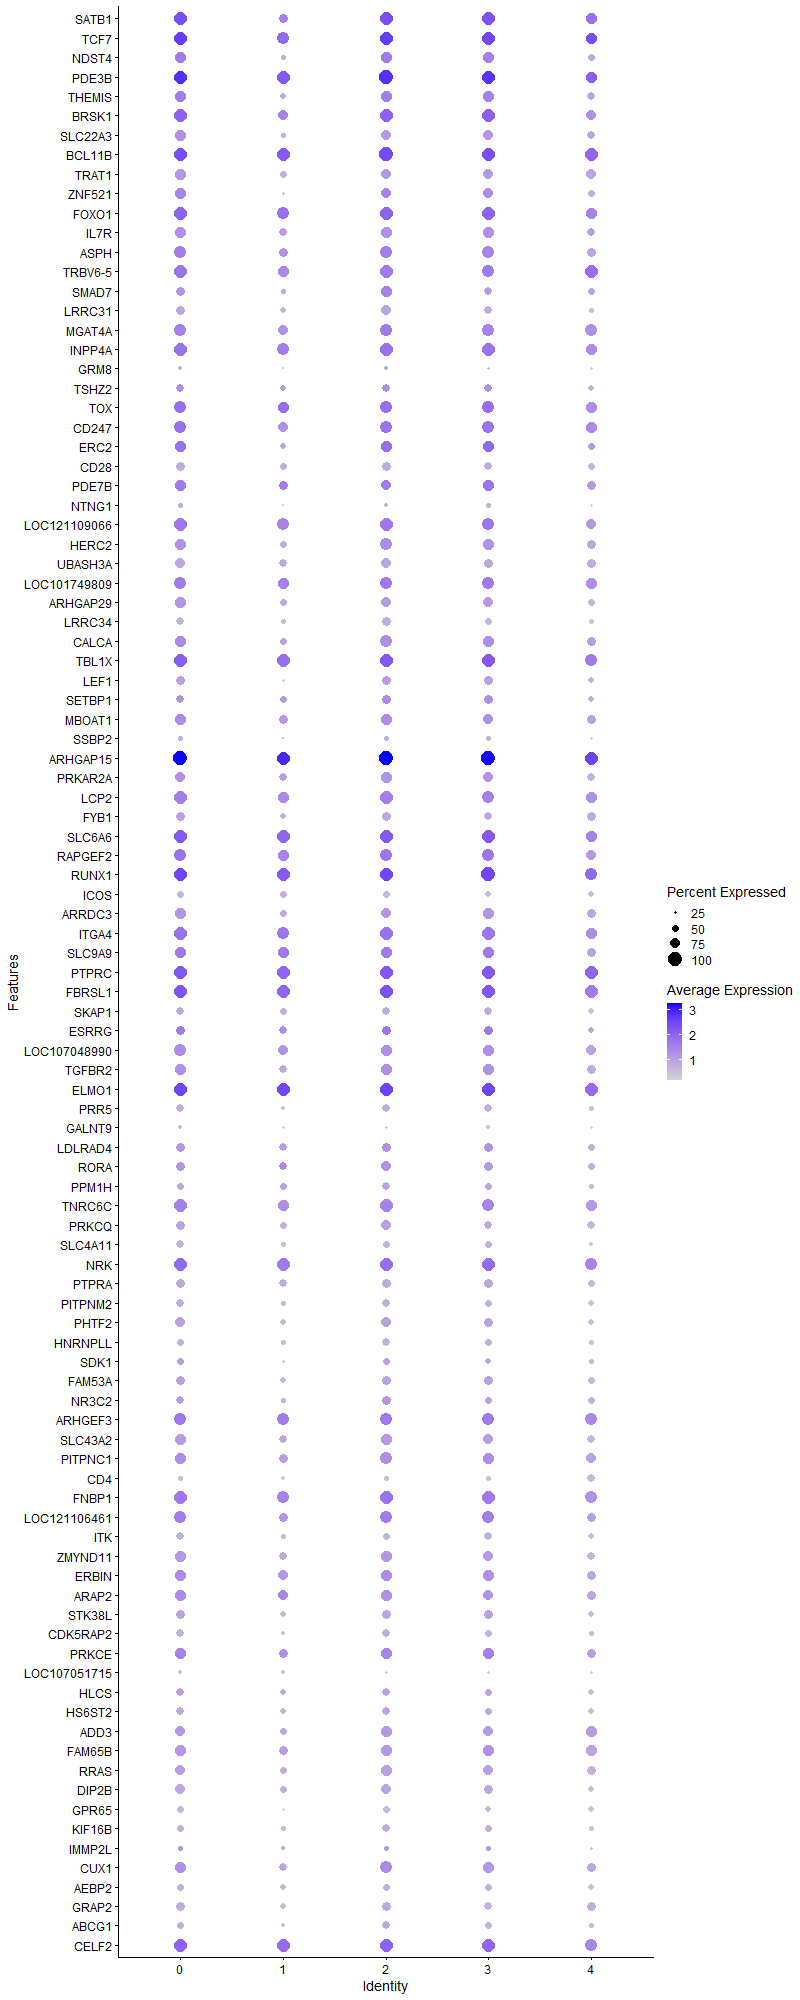 SATB1
TCF7
NDST4
PDE3B
THEMIS
BRSK1
SLC22A3
BCL11B
TRAT1
ZNF521
FOXO1
IL7R
ASPH
TRBV6-5
SMAD7
LRRC31
MGAT4A
INPP4A
GRM8
TSHZ2
TOX
CD247
ERC2
CD28
PDE7B
NTNG1
LOC121109066
HERC2
UBASH3A
LOC101749809
ARHGAP29
LRRC34
CALCA
TBL1X
LEF1
SETBP1
MBOAT1
SSBP2
ARHGAP15
PRKAR2A
LCP2
FYB1
SLC6A6
RAPGEF2
RUNX1
ICOS
ARRDC3
ITGA4
SLC9A9
PTPRC
FBRSL1
SKAP1
ESRRG
LOC107048990
TGFBR2
ELMO1
PRR5
GALNT9
LDLRAD4
RORA
PPM1H
TNRC6C
PRKCQ
SLC4A11
NRK
PTPRA
PITPNM2
PHTF2
HNRNPLL
SDK1
FAM53A
NR3C2
ARHGEF3
SLC43A2
PITPNC1
CD4
FNBP1
LOC121106461
ITK
ZMYND11
ERBIN
ARAP2
STK38L
CDK5RAP2
PRKCE
LOC107051715
HLCS
HS6ST2
ADD3
FAM65B
RRAS
DIP2B
GPR65
KIF16B
IMMP2L
CUX1
AEBP2
GRAP2
ABCG1
CELF2
Features
0 1 2 3 4
Identity
Percent Expressed
25
50
75
100
Average Expression
3
2
1